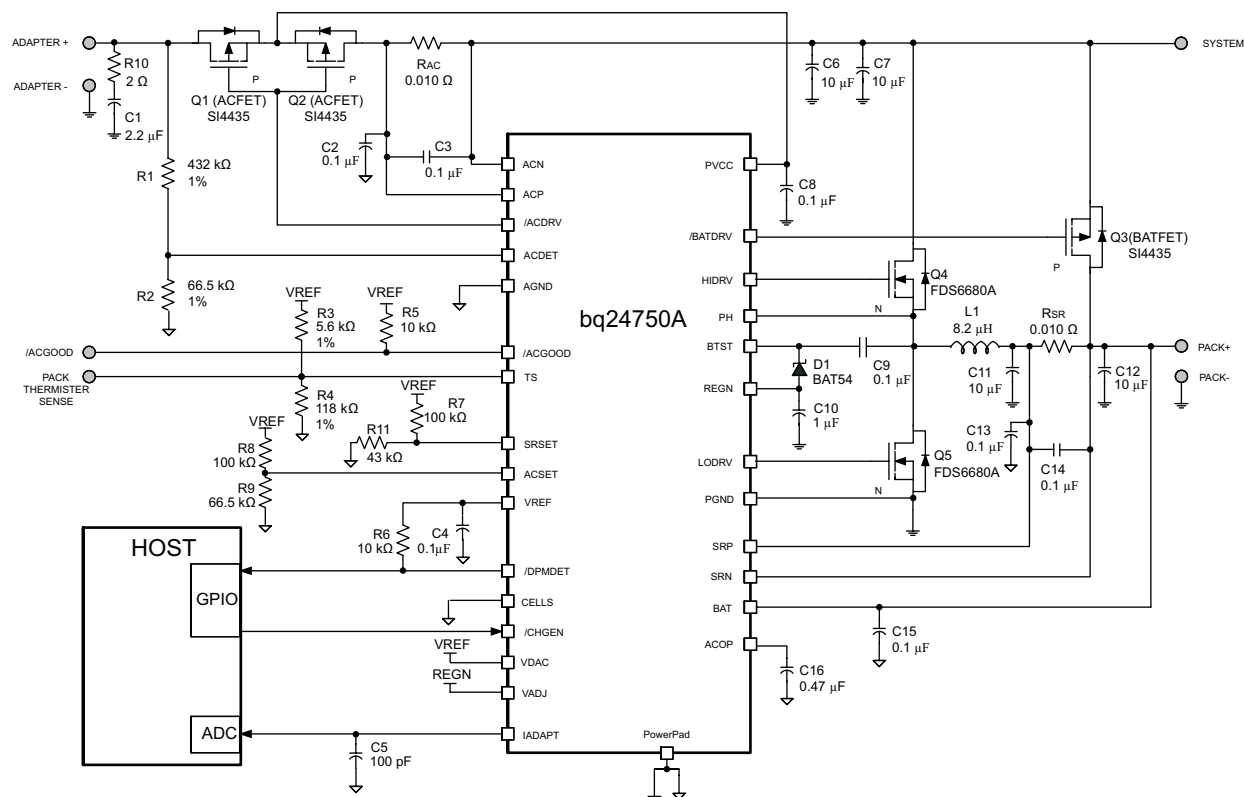 ADAPTER +
R10
2 Ω
ADAPTER -
C1
2.2 µF
P
Q1 (ACFET)
SI4435
P
Q2 (ACFET)
SI4435
RAC
0.010 Ω
C6
10 µF
C7
10 µF
SYSTEM
C2
0.1 µF
C3
0.1 µF
R1
432 kΩ
1%
R2
66.5 kΩ
1%
ACN
ACP
/ACDRV
ACDET
AGND
/ACGOOD
TS
SRSET
ACSET
VREF
/DPMDET
CELLS
/CHGEN
VDAC
VADJ
IADAPT
bq24750A
PVCC
/BATDRV
HIDRV
PH
BTST
REGN
LODRV
PGND
SRP
SRN
BAT
ACOP
PowerPad
C8
0.1 µF
P
Q3(BATFET)
SI4435
Q4
FDS6680A
N
L1
8.2 µH
RSR
0.010 Ω
D1
BAT54
C9
0.1 µF
C10
1 µF
C11
10 µF
C12
10 µF
PACK+
PACK-
C13
0.1 µF
C14
0.1 µF
Q5
FDS6680A
N
C15
0.1 µF
C16
0.47 µF
VREF
R3
5.6 kΩ
1%
VREF
R5
10 kΩ
/ACGOOD
PACK
THERMISTER
SENSE
R4
118 kΩ
1%
VREF
R7
100 kΩ
R11
43 kΩ
VREF
R8
100 kΩ
R9
66.5 kΩ
R6
10 kΩ
C4
0.1µF
HOST
GPIO
VREF
REGN
ADC
C5
100 pF